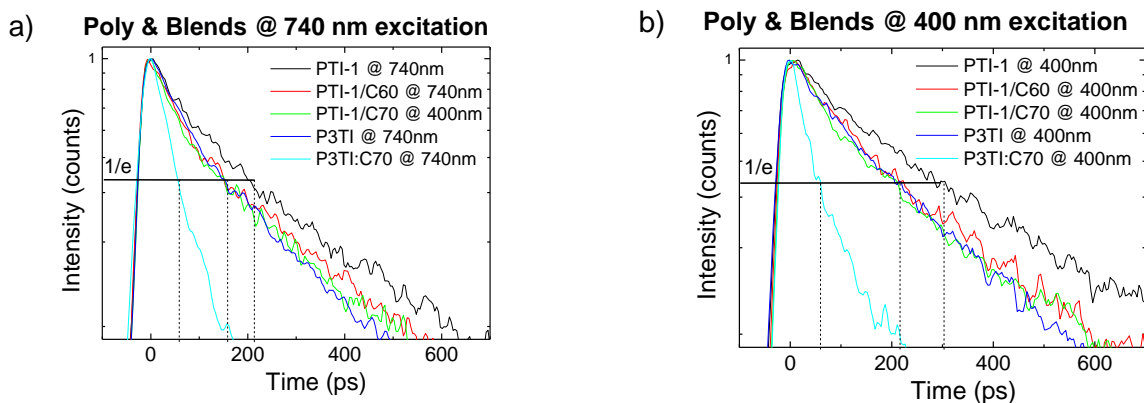 a)
Poly & Blends @ 740 nm excitation
1
PTI-1 @ 740nm
PTI-1/C60 @ 740nm
PTI-1/C70 @ 400nm
P3TI @ 740nm
P3TI:C70 @ 740nm
1/e
Intensity (counts)
0 200 400 600
Time (ps)
b)
Poly & Blends @ 400 nm excitation
1
PTI-1 @ 400nm
PTI-1/C60 @ 400nm
PTI-1/C70 @ 400nm
P3TI @ 400nm
P3TI:C70 @ 400nm
1/e
Intensity (counts)
0 200 400 600
Time (ps)